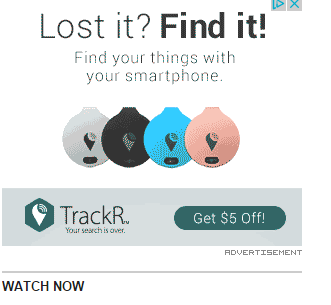 Lost it? Find it!
Find your things with
your smartphone.
TrackR™
Your search is over.
Get $5 Off!
ADVERTISEMENT
WATCH NOW